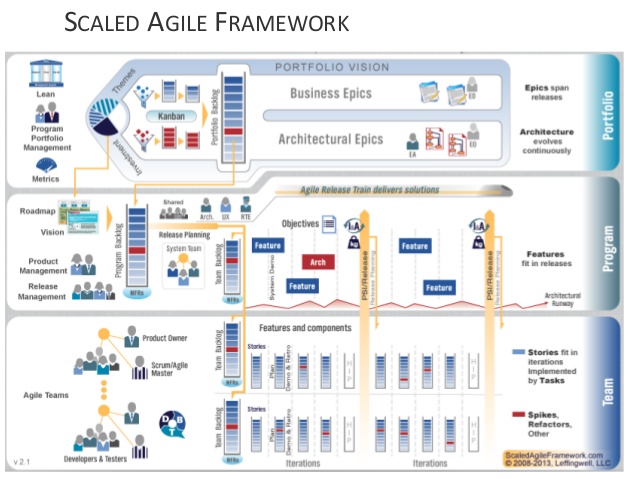 SCALED AGILE FRAMEWORK
PORTFOLIO VISION
Lean
Program
Portfolio
Management
Metrics
Themes
Investment
Kanban
Portfolio Backlog
Business Epics
EO
Architectural Epics
EA
EO
Epics span
releases
Architecture
evolves
continuously
Portfolio
Agile Release Train delivers solutions
Roadmap
Vision
Product
Management
Release
Management
Program Backlog
NFRs
Shared
Arch.
UX
RTE
Release Planning
System Team
Team Backlog
NFRs
Objectives
Feature
System Demo
Arch
Feature
I&A
PSI/Release
Release Planning
Feature
Feature
I&A
PSI/Release
Release Planning
Architectural
Runway
Features
fit in releases
Program
Features and components
Product Owner
Scrum/Agile
Master
Agile Teams
Developers & Testers
D B T
Team Backlog
NFRs
Stories
Plan
Demo & Retro
HIP
HIP
Team Backlog
NFRs
Stories
Plan
Demo & Retro
HIP
HIP
Iterations
Iterations
Stories fit in
iterations
Implemented
by Tasks
Spikes,
Refactors,
Other
Team
v 2.1
ScaledAgileFramework.com
© 2008-2013, Leffingwell, LLC